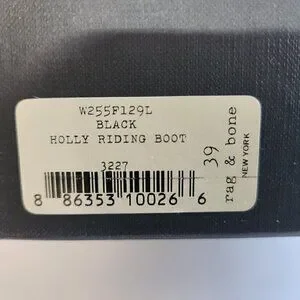 W255F129L
BLACK
HOLLY RIDING BOOT
3227
8 86353 10026 6
39
rag & bone
NEW YORK